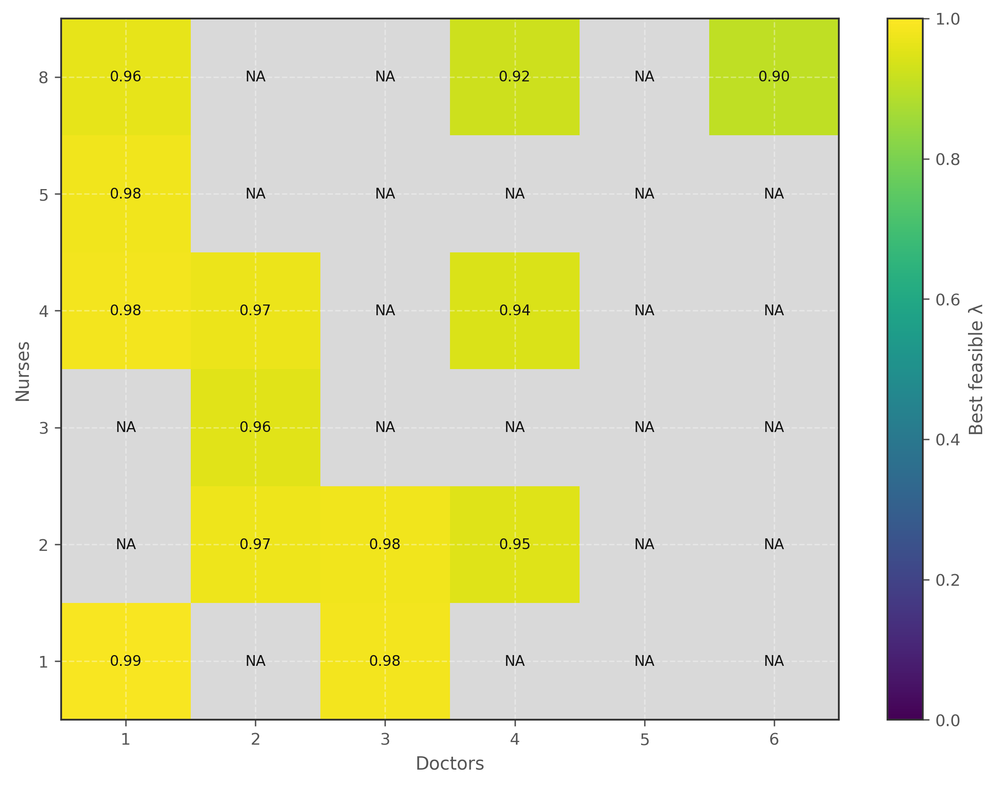 8 0.96 NA NA 0.92 NA 0.90
5 0.98 NA NA NA NA NA
4 0.98 0.97 NA 0.94 NA NA
3 NA 0.96 NA NA NA NA
2 NA 0.97 0.98 0.95 NA NA
1 0.99 NA 0.98 NA NA NA
1 2 3 4 5 6
Doctors
Nurses
1.0
0.8
0.6
0.4
0.2
0.0
Best feasible λ